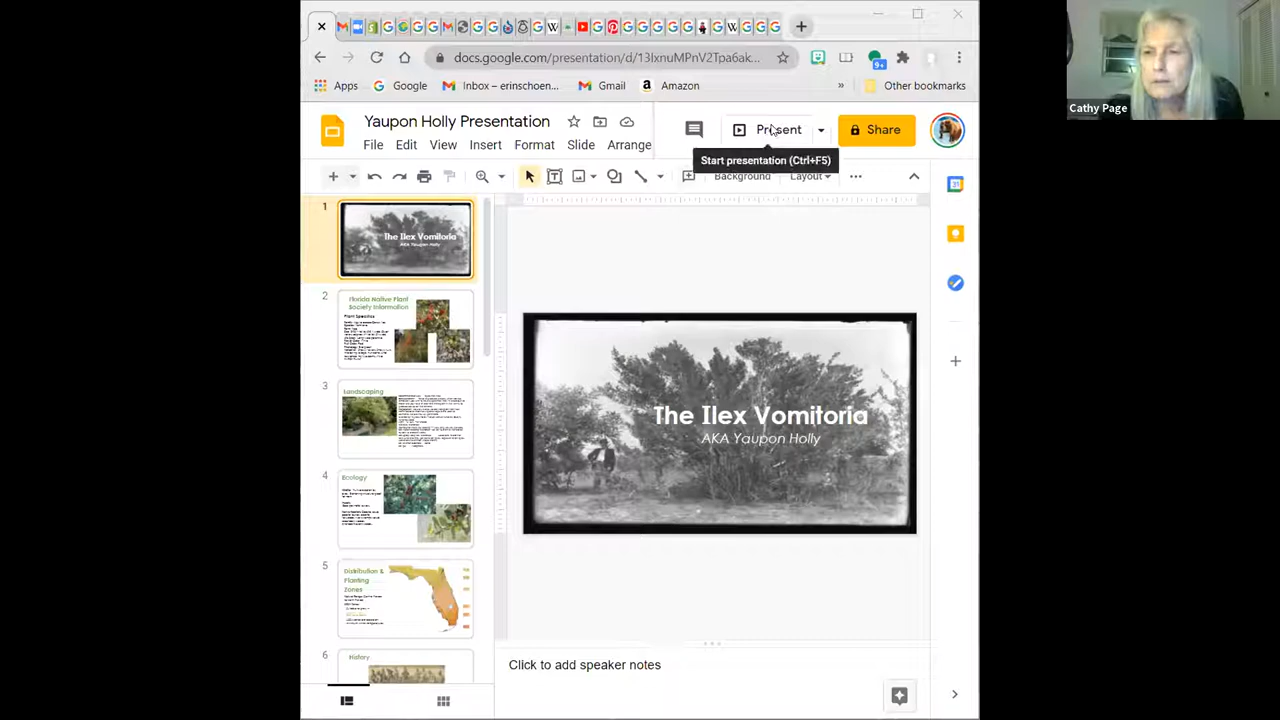 docs.google.com/presentation/d/13lxnuMPnV2Tpa6ak...
9+
Apps
Google
Inbox – erinschoen...
Gmail
Amazon
»
Other bookmarks
Cathy Page
Yaupon Holly Presentation
File Edit View Insert Format Slide Arrange
Present
Share
Start presentation (Ctrl+F5)
Background
Layout
1
The Ilex Vomitoria
AKA Yaupon Holly
2
Florida Native Plant
Society Information
Plant Specifics
3
Landscaping
4
Ecology
5
Distribution &
Planting
Zones
6
History
The Ilex Vomitoria
AKA Yaupon Holly
Click to add speaker notes